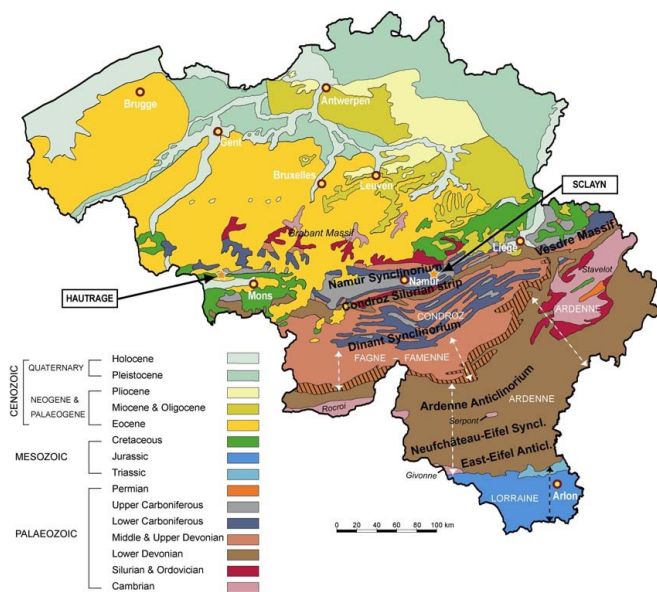 Brugge
Antwerpen
Gent
Bruxelles
Leuven
SCLAYN
Brabant Massif
Liège
Vesdre Massif
Namur Synclinorium
Namur
Stavelot
HAUTRAGE
Mons
Condroz Silurian strip
ARDENNE
CONDROZ
Dinant Synclinorium
FAGNE - FAMENNE
Rocroi
Ardenne Anticlinorium
ARDENNE
Serpont
Neufchâteau-Eifel Syncl.
East-Eifel Anticl.
Givonne
LORRAINE
Arlon
0 20 40 60 80 100 km
CENOZOIC
QUATERNARY
Holocene
Pleistocene
NEOGENE &
PALAEOGENE
Pliocene
Miocene & Oligocene
Eocene
MESOZOIC
Cretaceous
Jurassic
Triassic
PALAEOZOIC
Permian
Upper Carboniferous
Lower Carboniferous
Middle & Upper Devonian
Lower Devonian
Silurian & Ordovician
Cambrian